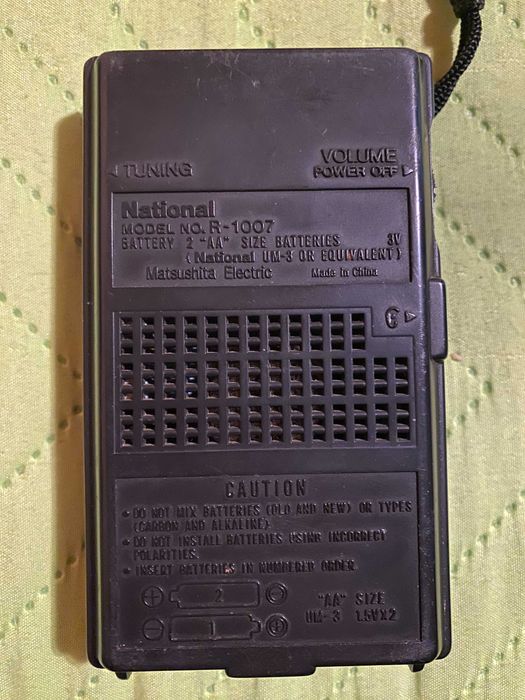 ◁ TUNING
VOLUME
POWER OFF ▷
National
MODEL NO. R-1007
BATTERY 2 "AA" SIZE BATTERIES 3V
(National UM-3 OR EQUIVALENT)
Matsushita Electric Made in China
CAUTION
• DO NOT MIX BATTERIES (OLD AND NEW) OR TYPES
(CARBON AND ALKALINE).
• DO NOT INSTALL BATTERIES USING INCORRECT
POLARITIES.
• INSERT BATTERIES IN NUMBERED ORDER.
⊕ 2 ⊖
⊖ 1 ⊕
"AA" SIZE
UM-3 1.5V×2